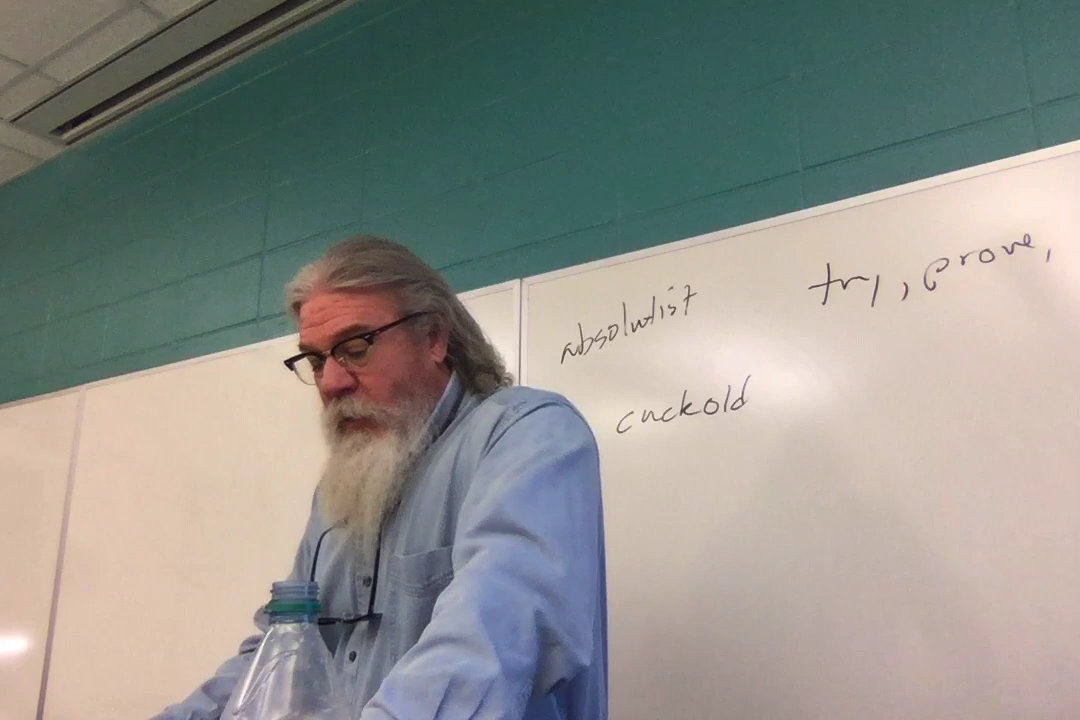 absolutist
try, prove,
cuckold